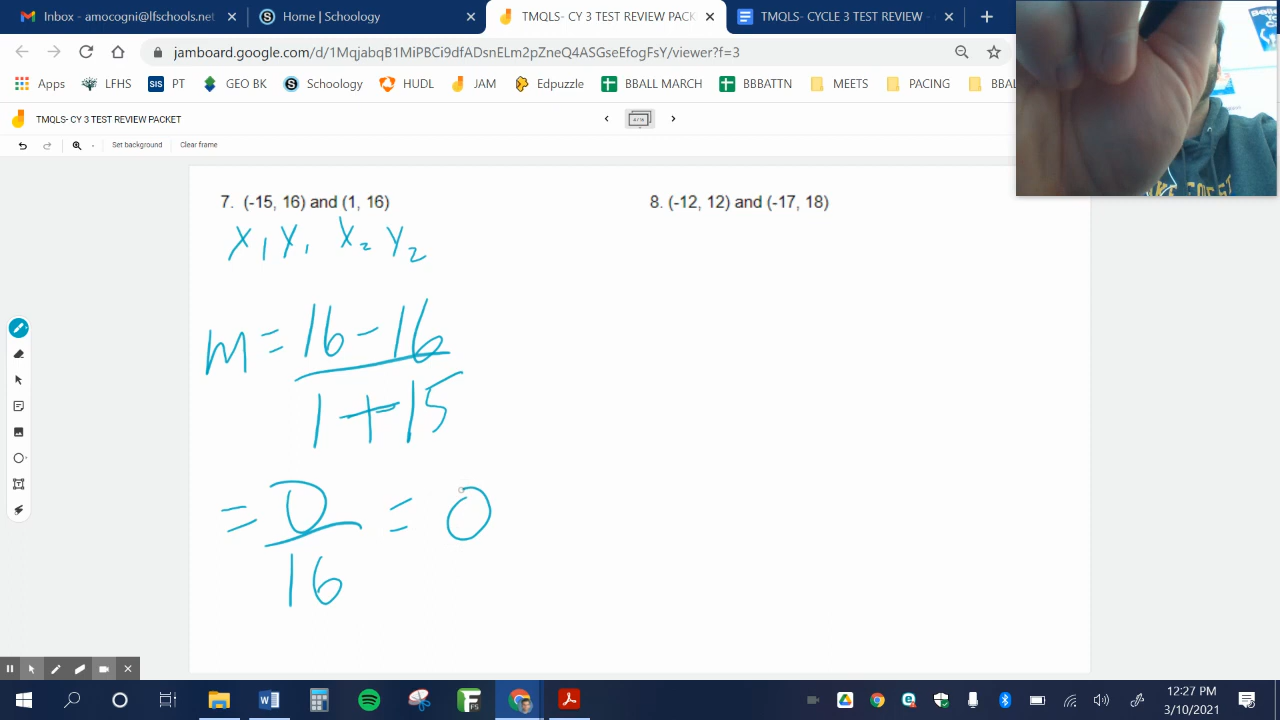 Inbox - amocogni@lfschools.net
Home | Schoology
TMQLS- CY 3 TEST REVIEW PACK
TMQLS- CYCLE 3 TEST REVIEW -
jamboard.google.com/d/1MqjabqB1MiPBCi9dfADsnELm2pZneQ4ASGseEfogFsY/viewer?f=3
Apps LFHS SIS PT GEO BK Schoology HUDL JAM Edpuzzle BBALL MARCH BBBATTN MEETS PACING BBAL
TMQLS- CY 3 TEST REVIEW PACKET
4 / 16
Set background Clear frame
7. (-15, 16) and (1, 16)
x₁ y₁ x₂ y₂
m = 16 - 16
1 + 15
= 0 = 0
16
8. (-12, 12) and (-17, 18)
12:27 PM
3/10/2021